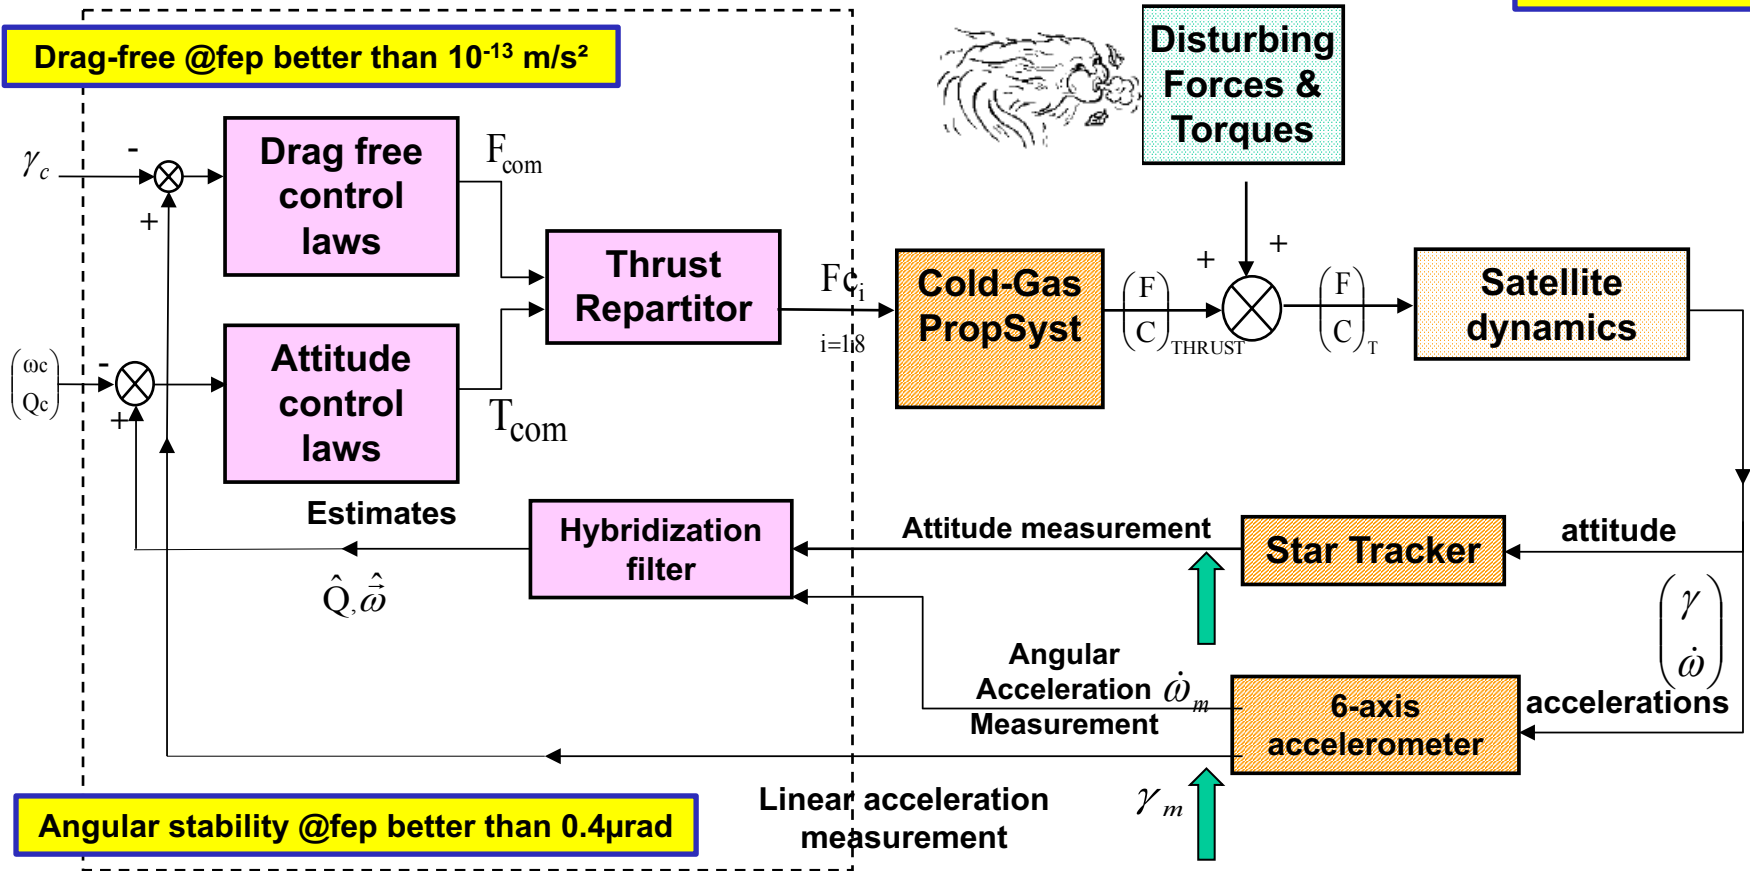 Drag-free @fep better than 10⁻¹³ m/s²
Disturbing
Forces &
Torques
γc
-
+
Drag free
control
laws
Fcom
Thrust
Repartitor
Fci
i=1à8
Cold-Gas
PropSyst
(F
C)THRUST
+
+
(F
C)T
Satellite
dynamics
(ωc
Qc)
-
+
Attitude
control
laws
Tcom
Estimates
Q̂, ω̂⃗
Hybridization
filter
Attitude measurement
Star Tracker
attitude
(γ
ω̇)
Angular
Acceleration ω̇m
Measurement
6-axis
accelerometer
accelerations
Linear acceleration
measurement
γm
Angular stability @fep better than 0.4µrad